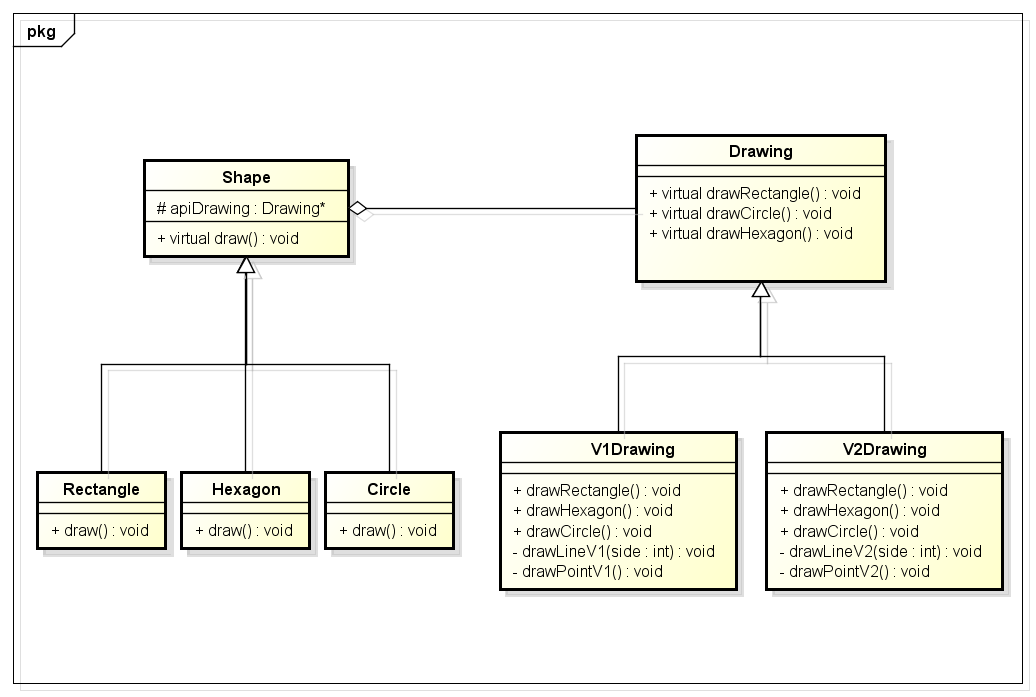 pkg
Shape
# apiDrawing : Drawing*
+ virtual draw() : void
Drawing
+ virtual drawRectangle() : void
+ virtual drawCircle() : void
+ virtual drawHexagon() : void
Rectangle
+ draw() : void
Hexagon
+ draw() : void
Circle
+ draw() : void
V1Drawing
+ drawRectangle() : void
+ drawHexagon() : void
+ drawCircle() : void
- drawLineV1(side : int) : void
- drawPointV1() : void
V2Drawing
+ drawRectangle() : void
+ drawHexagon() : void
+ drawCircle() : void
- drawLineV2(side : int) : void
- drawPointV2() : void